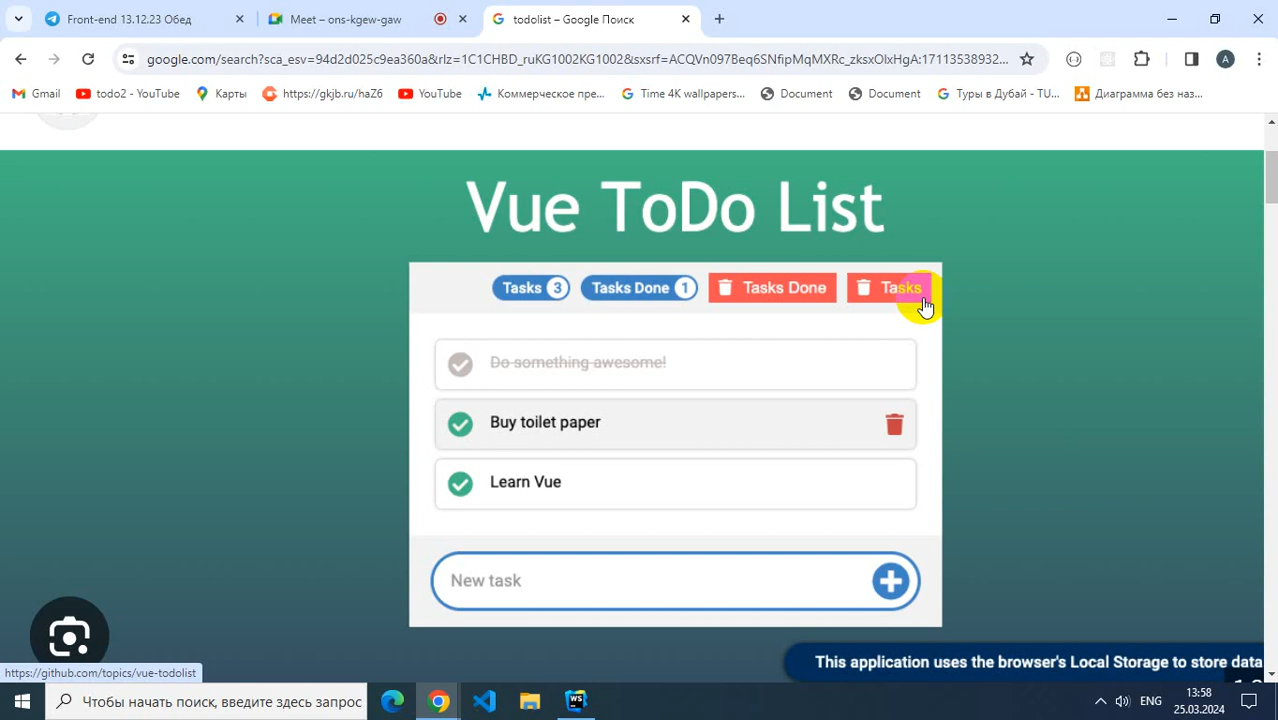 Front-end 13.12.23 Обед
Meet – ons-kgew-gaw
todolist – Google Поиск
google.com/search?sca_esv=94d2d025c9ea360a&rlz=1C1CHBD_ruKG1002KG1002&sxsrf=ACQVn097Beq6SNfipMqMXRc_zksxOlxHgA:17113538932...
A
Gmail
todo2 - YouTube
Карты
https://gkjb.ru/haZ6
YouTube
Коммерческое пре...
Time 4K wallpapers...
Document
Document
Туры в Дубай - TU...
Диаграмма без наз...
Vue ToDo List
Tasks 3
Tasks Done 1
Tasks Done
Tasks
Do something awesome!
Buy toilet paper
Learn Vue
New task
This application uses the browser's Local Storage to store data
https://github.com/topics/vue-todolist
Чтобы начать поиск, введите здесь запрос
WS
ENG
13:58
25.03.2024